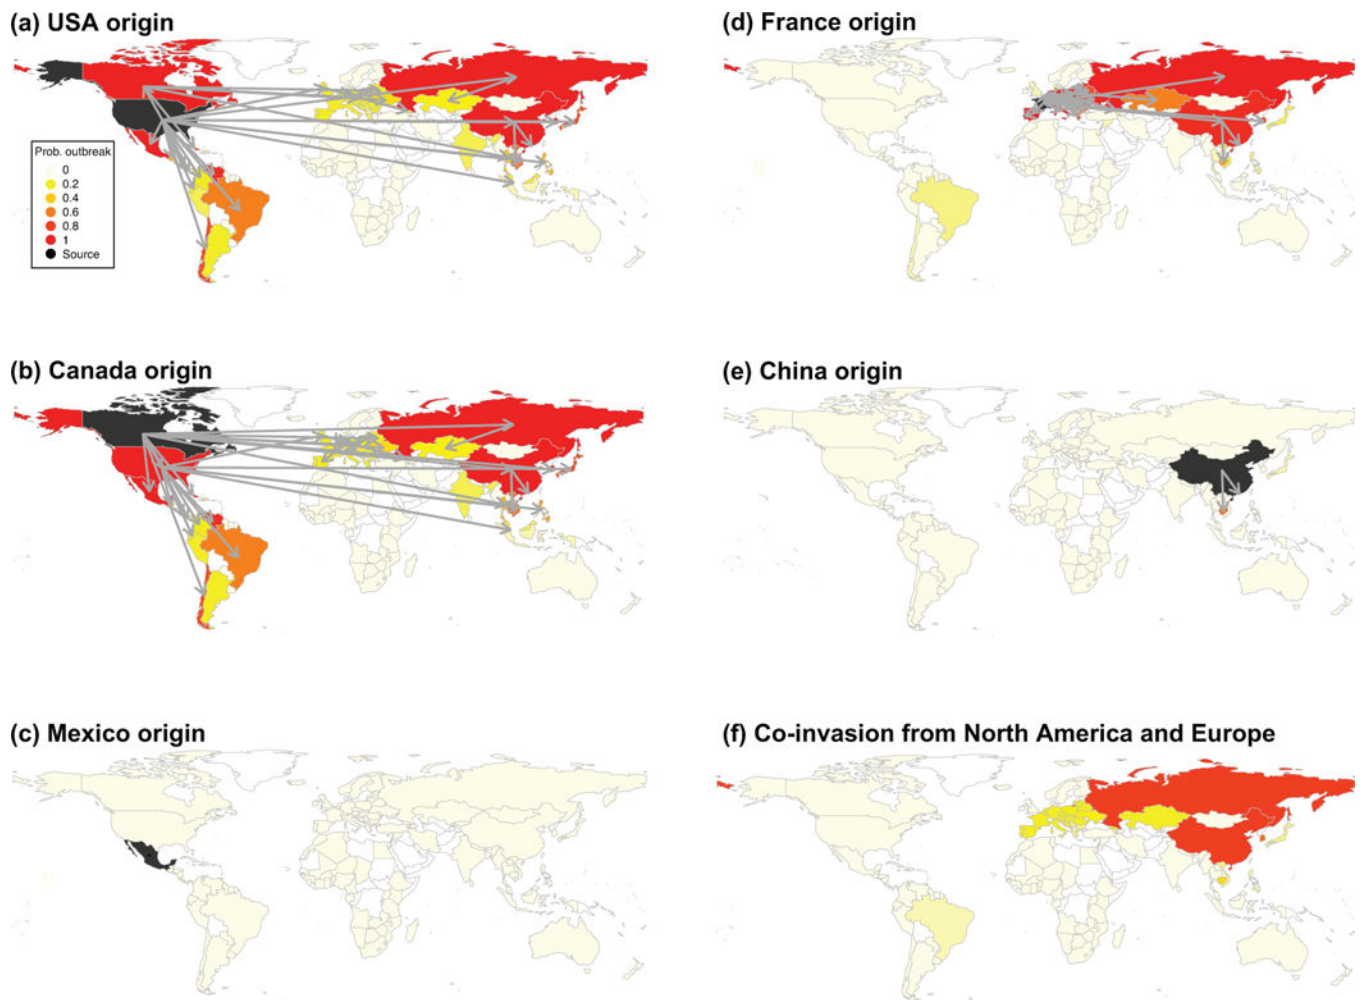 (a) USA origin
Prob. outbreak
0
0.2
0.4
0.6
0.8
1
Source
(b) Canada origin
(c) Mexico origin
(d) France origin
(e) China origin
(f) Co-invasion from North America and Europe